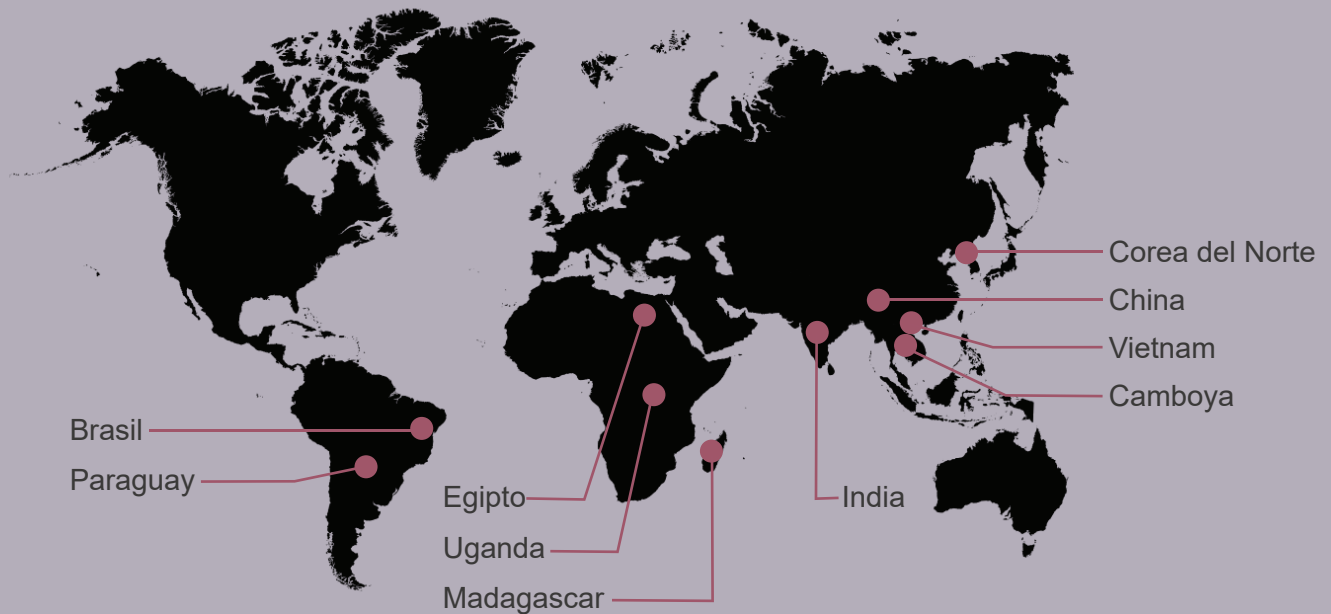 Corea del Norte
China
Vietnam
Camboya
Brasil
Paraguay
Egipto
India
Uganda
Madagascar